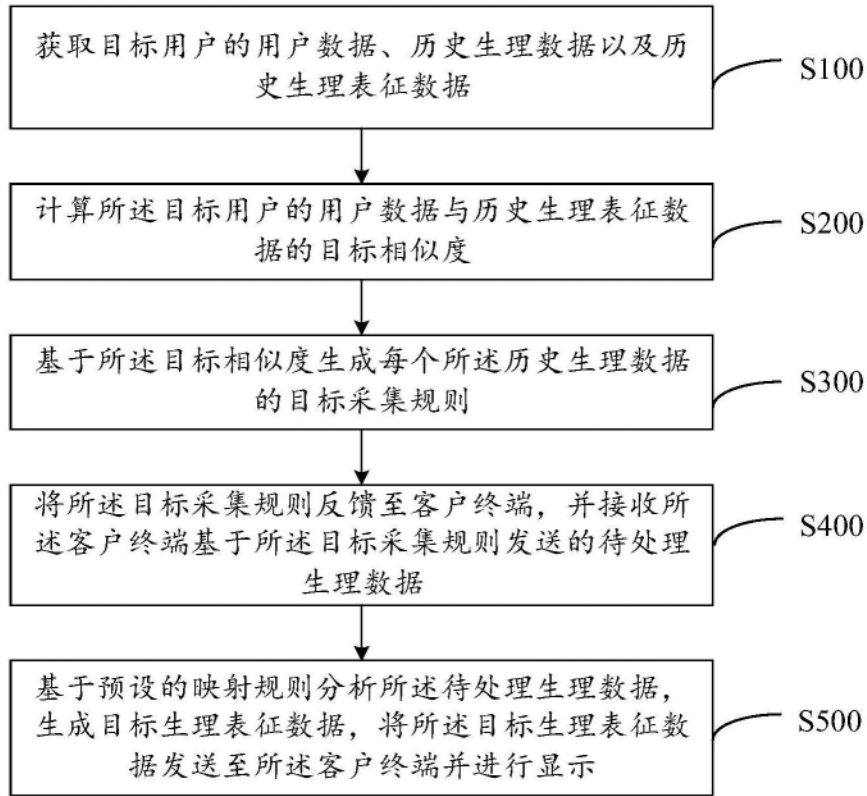 获取目标用户的用户数据、历史生理数据以及历
史生理表征数据
S100
计算所述目标用户的用户数据与历史生理表征数
据的目标相似度
S200
基于所述目标相似度生成每个所述历史生理数据
的目标采集规则
S300
将所述目标采集规则反馈至客户终端，并接收所
述客户终端基于所述目标采集规则发送的待处理
生理数据
S400
基于预设的映射规则分析所述待处理生理数据，
生成目标生理表征数据，将所述目标生理表征数
据发送至所述客户终端并进行显示
S500